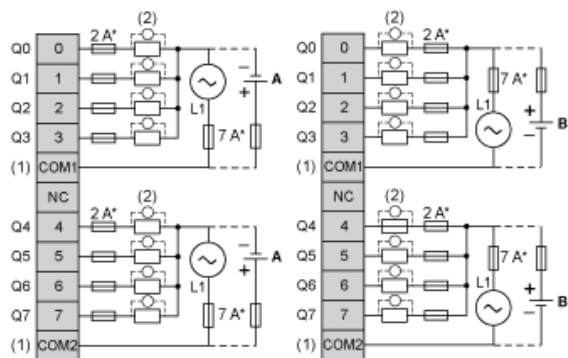 (2)
Q0 0 2 A*
Q1 1
Q2 2 L1 − + A
Q3 3 7 A*
(1) COM1
NC
(2)
Q4 4 2 A*
Q5 5 − + A
Q6 6 L1
Q7 7 7 A*
(1) COM2
(2)
Q0 0 2 A*
Q1 1 7 A*
Q2 2 L1 +
Q3 3 − B
(1) COM1
NC
(2)
Q4 4 2 A*
Q5 5 7 A*
Q6 6 L1 +
Q7 7 − B
(1) COM2